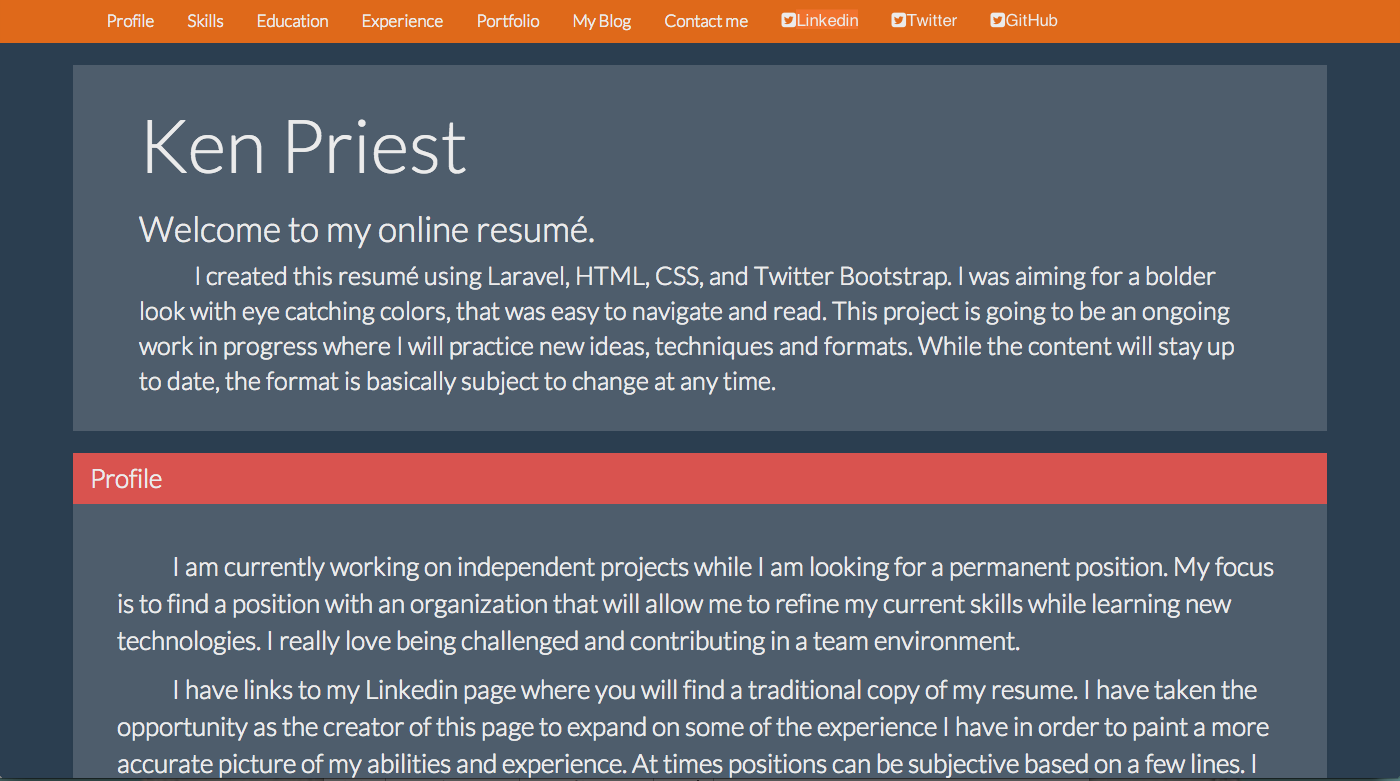 Profile Skills Education Experience Portfolio My Blog Contact me Linkedin Twitter GitHub
Ken Priest
Welcome to my online resumé.
I created this resumé using Laravel, HTML, CSS, and Twitter Bootstrap. I was aiming for a bolder
look with eye catching colors, that was easy to navigate and read. This project is going to be an ongoing
work in progress where I will practice new ideas, techniques and formats. While the content will stay up
to date, the format is basically subject to change at any time.
Profile
I am currently working on independent projects while I am looking for a permanent position. My focus
is to find a position with an organization that will allow me to refine my current skills while learning new
technologies. I really love being challenged and contributing in a team environment.
I have links to my Linkedin page where you will find a traditional copy of my resume. I have taken the
opportunity as the creator of this page to expand on some of the experience I have in order to paint a more
accurate picture of my abilities and experience. At times positions can be subjective based on a few lines. I